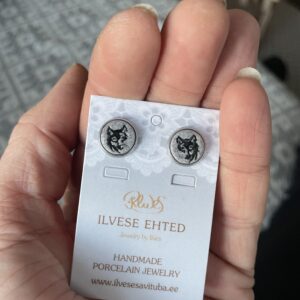 ILVESE EHTED
Jewelry by Ilves
HANDMADE
PORCELAIN JEWELRY
www.ilvesesavituba.ee